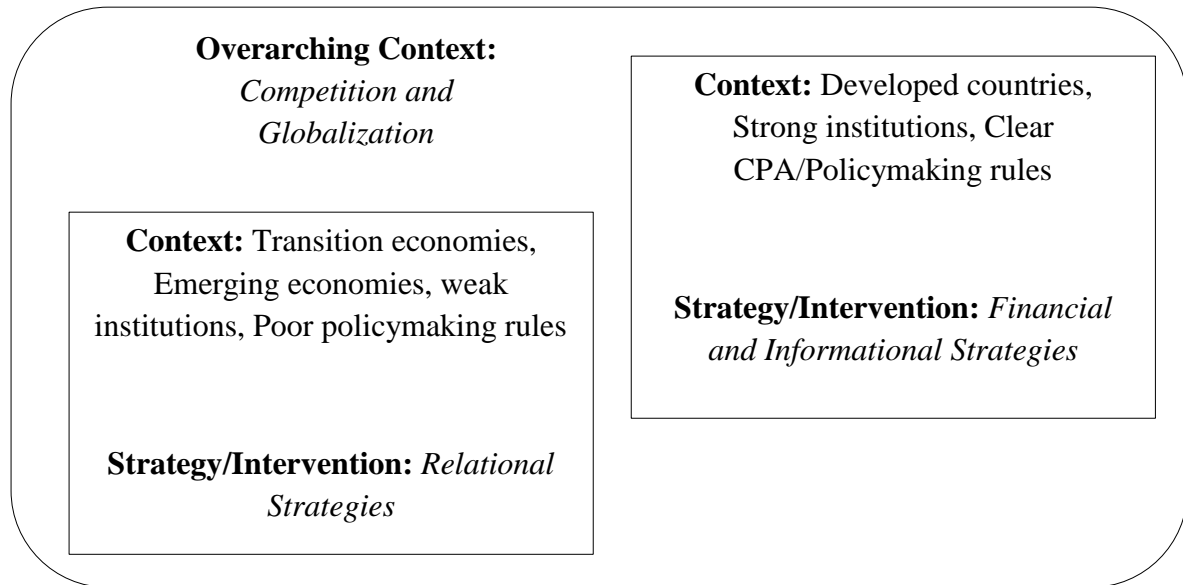 Overarching Context:
Competition and
Globalization
Context: Developed countries,
Strong institutions, Clear
CPA/Policymaking rules
Strategy/Intervention: Financial
and Informational Strategies
Context: Transition economies,
Emerging economies, weak
institutions, Poor policymaking rules
Strategy/Intervention: Relational
Strategies